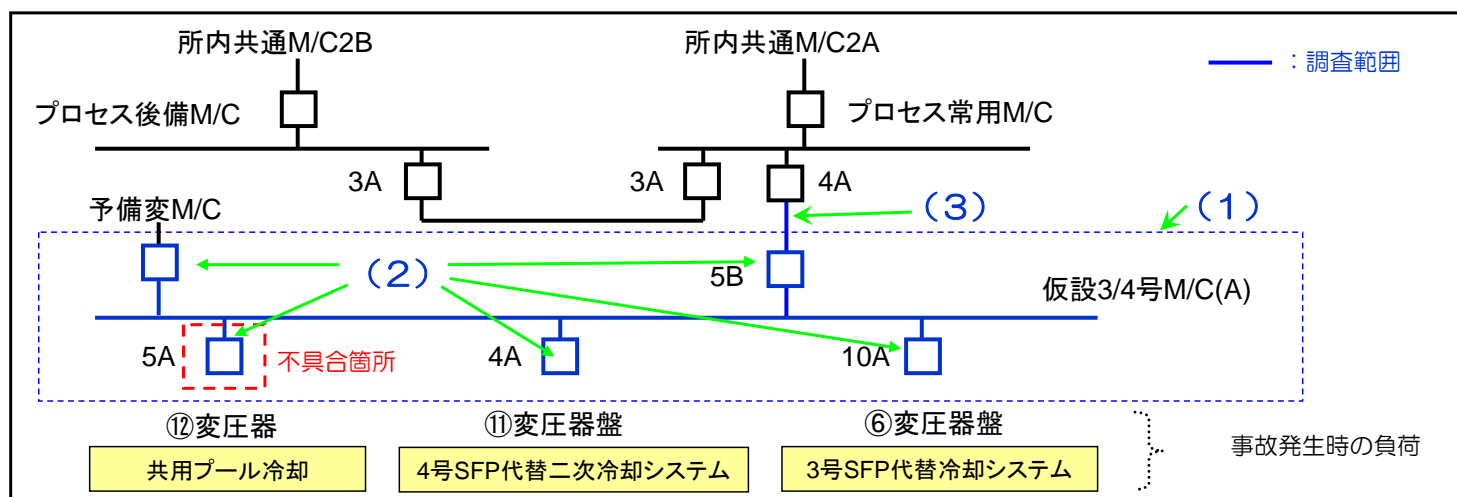 所内共通M/C2B
所内共通M/C2A
：調査範囲
プロセス後備M/C
プロセス常用M/C
3A
3A
4A
予備変M/C
（3）
（1）
（2）
5B
仮設3/4号M/C(A)
5A
不具合箇所
4A
10A
⑫変圧器
⑪変圧器盤
⑥変圧器盤
事故発生時の負荷
共用プール冷却
4号SFP代替二次冷却システム
3号SFP代替冷却システム